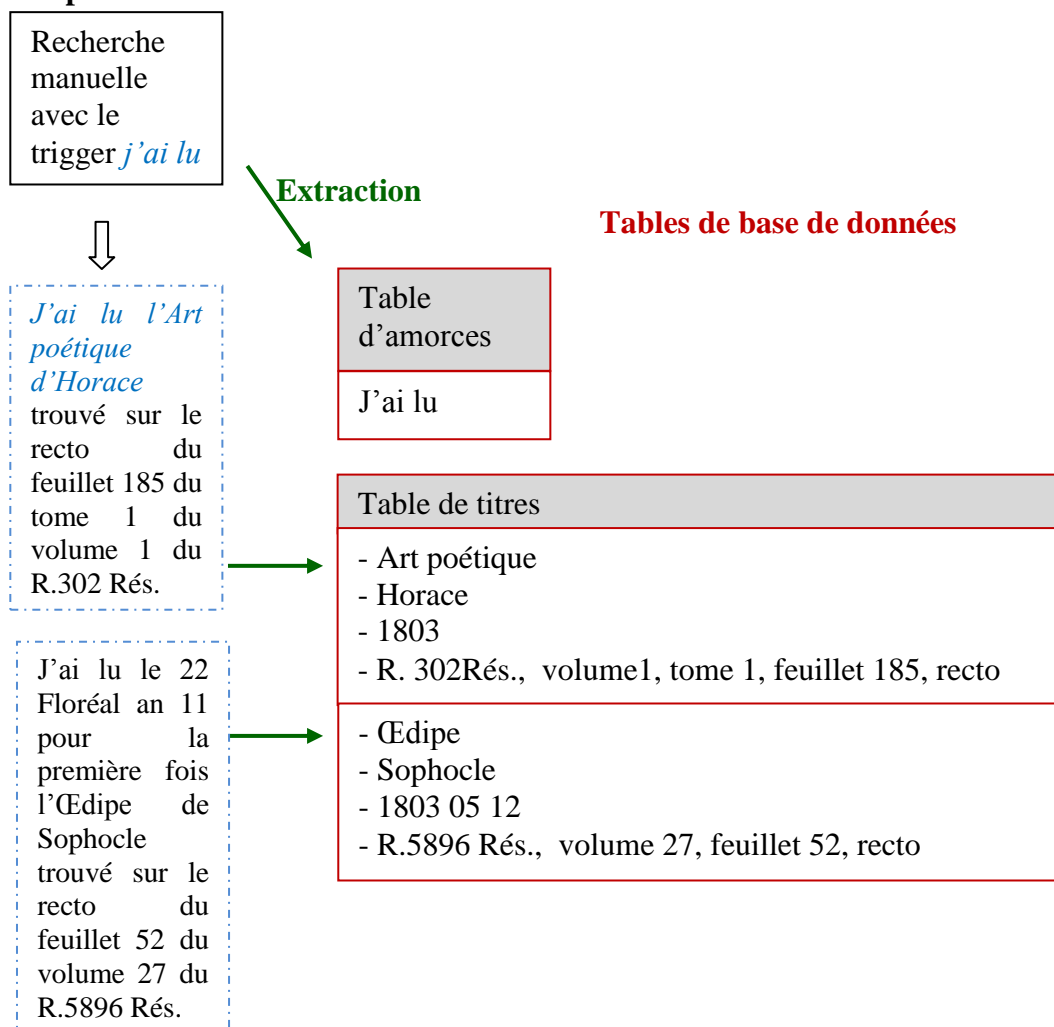 Recherche
manuelle
avec le
trigger j’ai lu
Extraction
Tables de base de données
J’ai lu l’Art
poétique
d’Horace
trouvé sur le
recto du
feuillet 185 du
tome 1 du
volume 1 du
R.302 Rés.
Table
d’amorces
J’ai lu
Table de titres
- Art poétique
- Horace
- 1803
- R. 302Rés., volume1, tome 1, feuillet 185, recto
J’ai lu le 22
Floréal an 11
pour la
première fois
l’Œdipe de
Sophocle
trouvé sur le
recto du
feuillet 52 du
volume 27 du
R.5896 Rés.
- Œdipe
- Sophocle
- 1803 05 12
- R.5896 Rés., volume 27, feuillet 52, recto